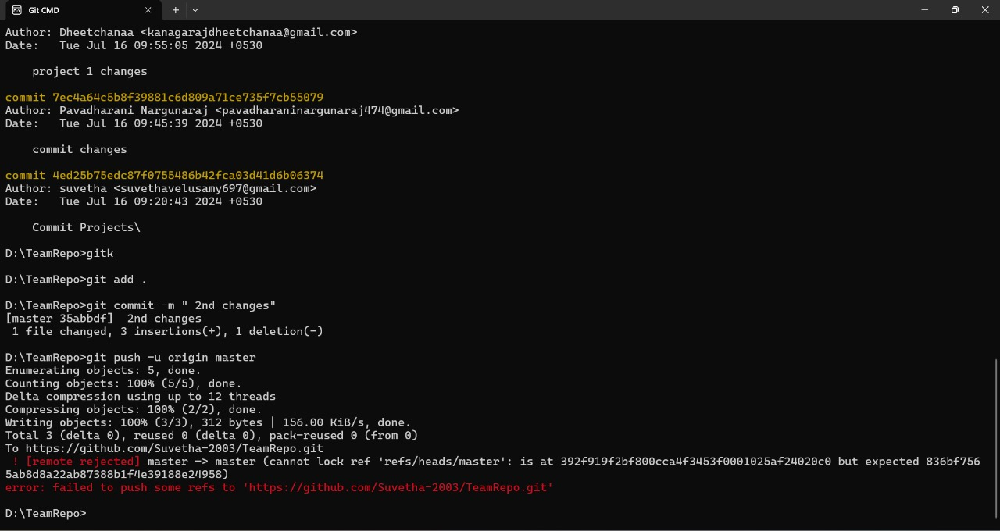 Git CMD
Author: Dheetchanaa <kanagarajdheetchanaa@gmail.com>
Date:   Tue Jul 16 09:55:05 2024 +0530
    project 1 changes
commit 7ec4a64c5b8f39881c6d809a71ce735f7cb55079
Author: Pavadharani Nargunaraj <pavadharaninargunaraj474@gmail.com>
Date:   Tue Jul 16 09:45:39 2024 +0530
    commit changes
commit 4ed25b75edc87f0755486b42fca03d41d6b06374
Author: suvetha <suvethavelusamy697@gmail.com>
Date:   Tue Jul 16 09:20:43 2024 +0530
    Commit Projects\
D:\TeamRepo>gitk
D:\TeamRepo>git add .
D:\TeamRepo>git commit -m " 2nd changes"
[master 35abbdf]  2nd changes
 1 file changed, 3 insertions(+), 1 deletion(-)
D:\TeamRepo>git push -u origin master
Enumerating objects: 5, done.
Counting objects: 100% (5/5), done.
Delta compression using up to 12 threads
Compressing objects: 100% (2/2), done.
Writing objects: 100% (3/3), 312 bytes | 156.00 KiB/s, done.
Total 3 (delta 0), reused 0 (delta 0), pack-reused 0 (from 0)
To https://github.com/Suvetha-2003/TeamRepo.git
 ! [remote rejected] master -> master (cannot lock ref 'refs/heads/master': is at 392f919f2bf800cca4f3453f0001025af24020c0 but expected 836bf756
5ab8d8a22ab87388b1f4e39188e24958)
error: failed to push some refs to 'https://github.com/Suvetha-2003/TeamRepo.git'
D:\TeamRepo>